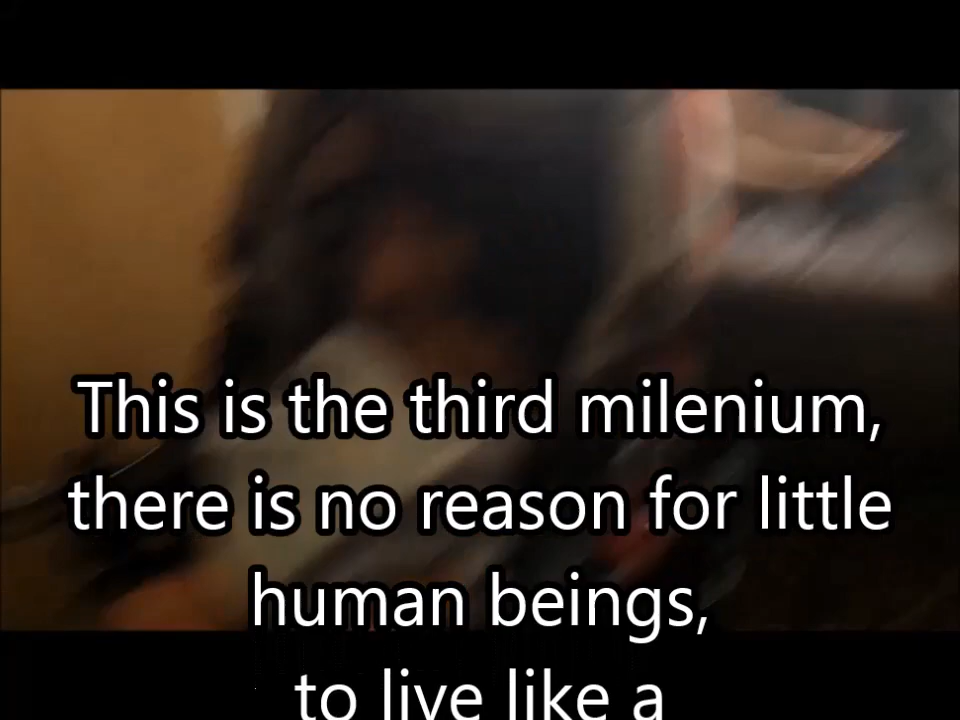 This is the third milenium,
there is no reason for little
human beings,
to live like a